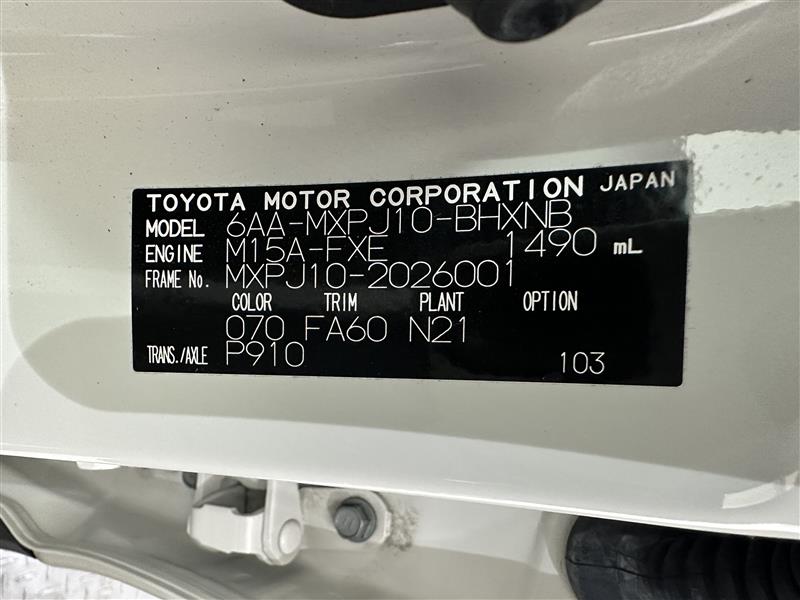 TOYOTA MOTOR CORPORATION JAPAN
MODEL 6AA-MXPJ10-BHXNB
ENGINE M15A-FXE 1490 mL
FRAME No. MXPJ10-2026001
COLOR TRIM PLANT OPTION
070 FA60 N21
TRANS./AXLE P910 103